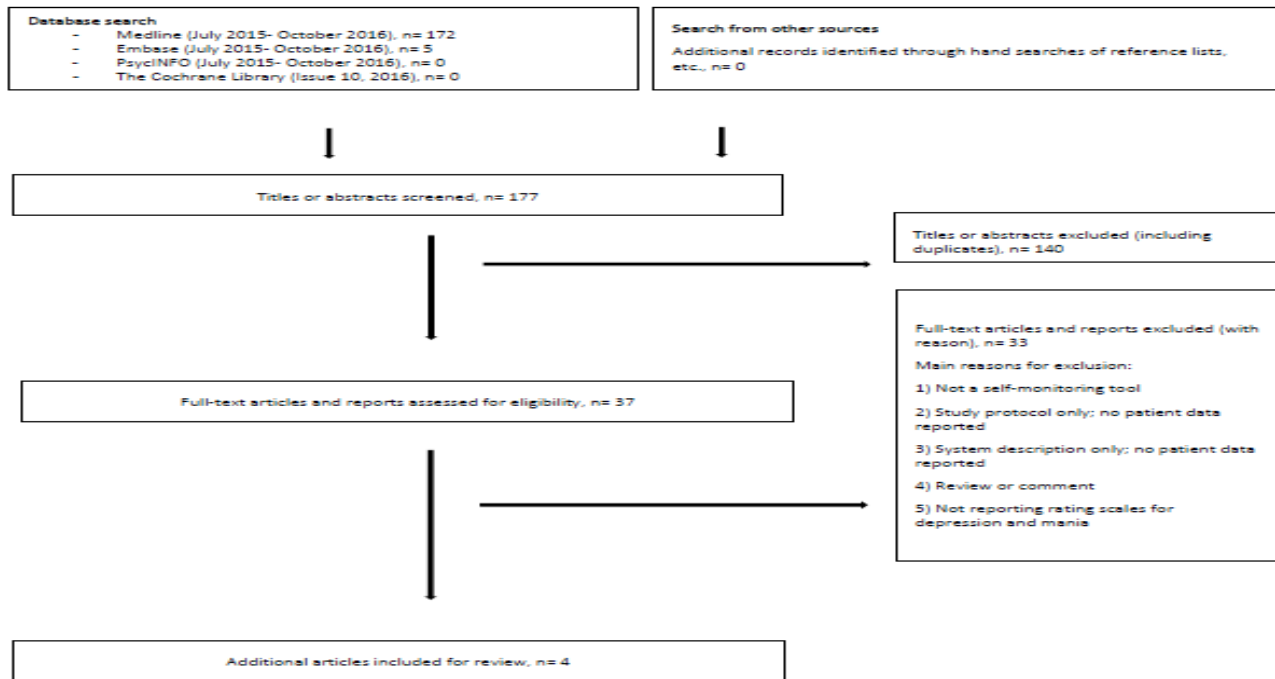 Database search
- Medline (July 2015- October 2016), n= 172
- Embase (July 2015- October 2016), n= 5
- PsycINFO (July 2015- October 2016), n= 0
- The Cochrane Library (Issue 10, 2016), n= 0
Search from other sources
Additional records identified through hand searches of reference lists,
etc., n= 0
Titles or abstracts screened, n= 177
Titles or abstracts excluded (including
duplicates), n= 140
Full-text articles and reports assessed for eligibility, n= 37
Full-text articles and reports excluded (with
reason), n= 33
Main reasons for exclusion:
1) Not a self-monitoring tool
2) Study protocol only; no patient data
reported
3) System description only; no patient data
reported
4) Review or comment
5) Not reporting rating scales for
depression and mania
Additional articles included for review, n= 4